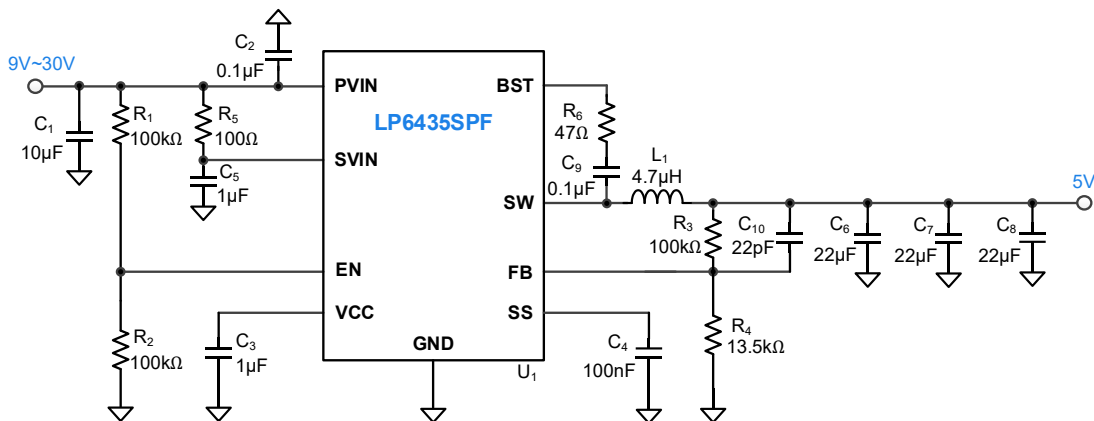 9V~30V
C2
0.1µF
PVIN
BST
LP6435SPF
C1
10µF
R1
100kΩ
R5
100Ω
R6
47Ω
SVIN
C5
1µF
C9
0.1µF
L1
4.7µH
5V
SW
R3
100kΩ
C10
22pF
C6
22µF
C7
22µF
C8
22µF
EN
FB
VCC
SS
R2
100kΩ
C3
1µF
GND
C4
100nF
R4
13.5kΩ
U1